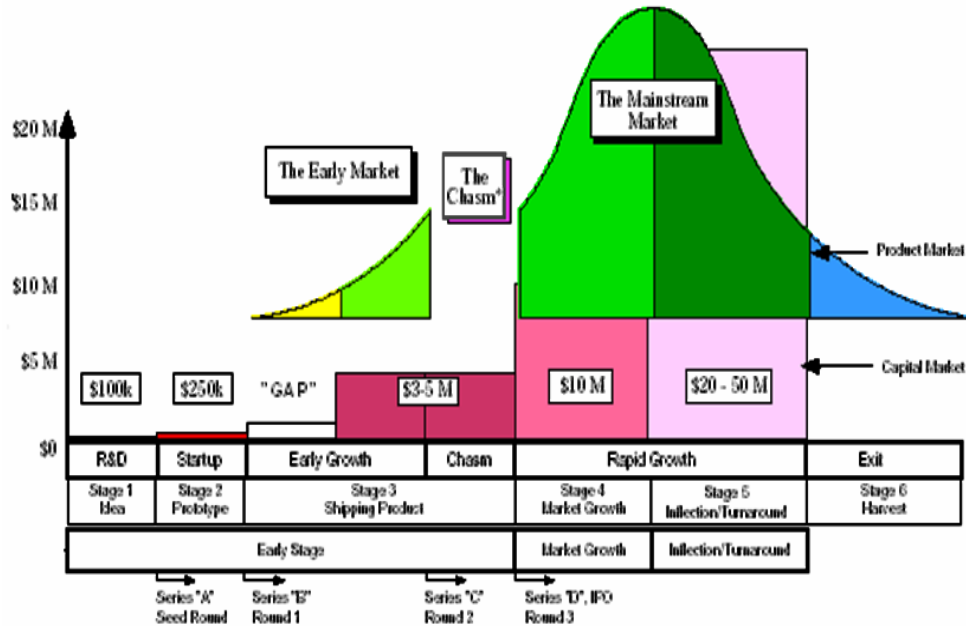 $20 M
$15 M
$10 M
$5 M
$0
The Early Market
The
Chasm*
The Mainstream
Market
Product Market
Capital Market
$100k
$250k
"GAP"
$3-5 M
$10 M
$20 - 50 M
R&D
Startup
Early Growth
Chasm
Rapid Growth
Exit
Stage 1
Idea
Stage 2
Prototype
Stage 3
Shipping Product
Stage 4
Market Growth
Stage 5
Inflection/Turnaround
Stage 6
Harvest
Early Stage
Market Growth
Inflection/Turnaround
Series "A"
Seed Round
Series "B"
Round 1
Series "C"
Round 2
Series "D", IPO
Round 3